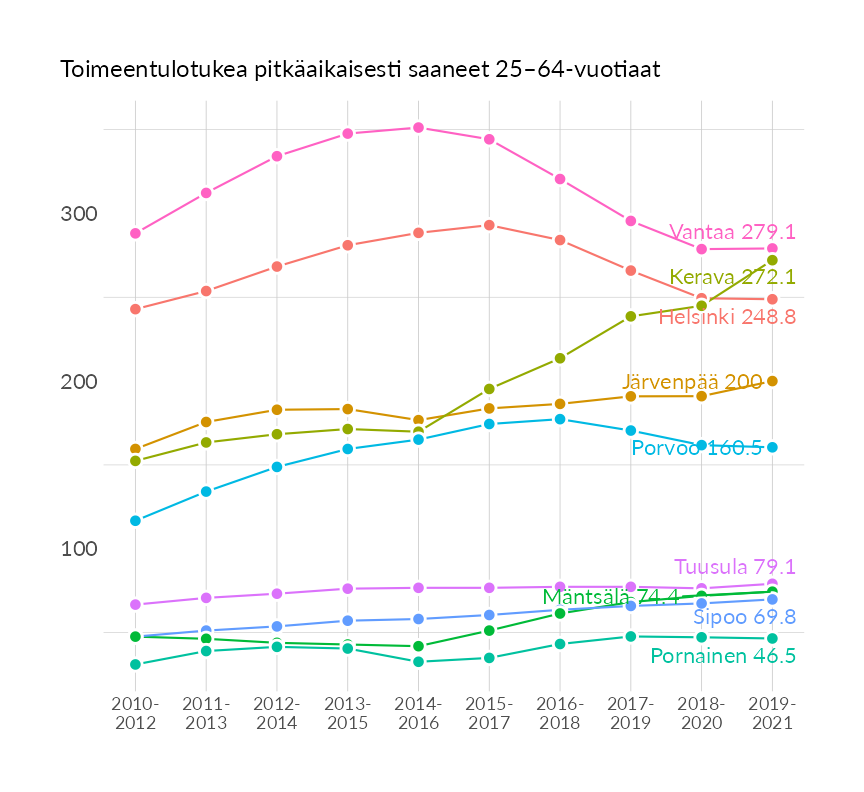 Toimeentulotukea pitkäaikaisesti saaneet 25–64-vuotiaat
300
200
100
Vantaa 279.1
Kerava 272.1
Helsinki 248.8
Järvenpää 200
Porvoo 160.5
Tuusula 79.1
Mäntsälä 74.4
Sipoo 69.8
Pornainen 46.5
2010- 2011- 2012- 2013- 2014- 2015- 2016- 2017- 2018- 2019-
2012 2013 2014 2015 2016 2017 2018 2019 2020 2021